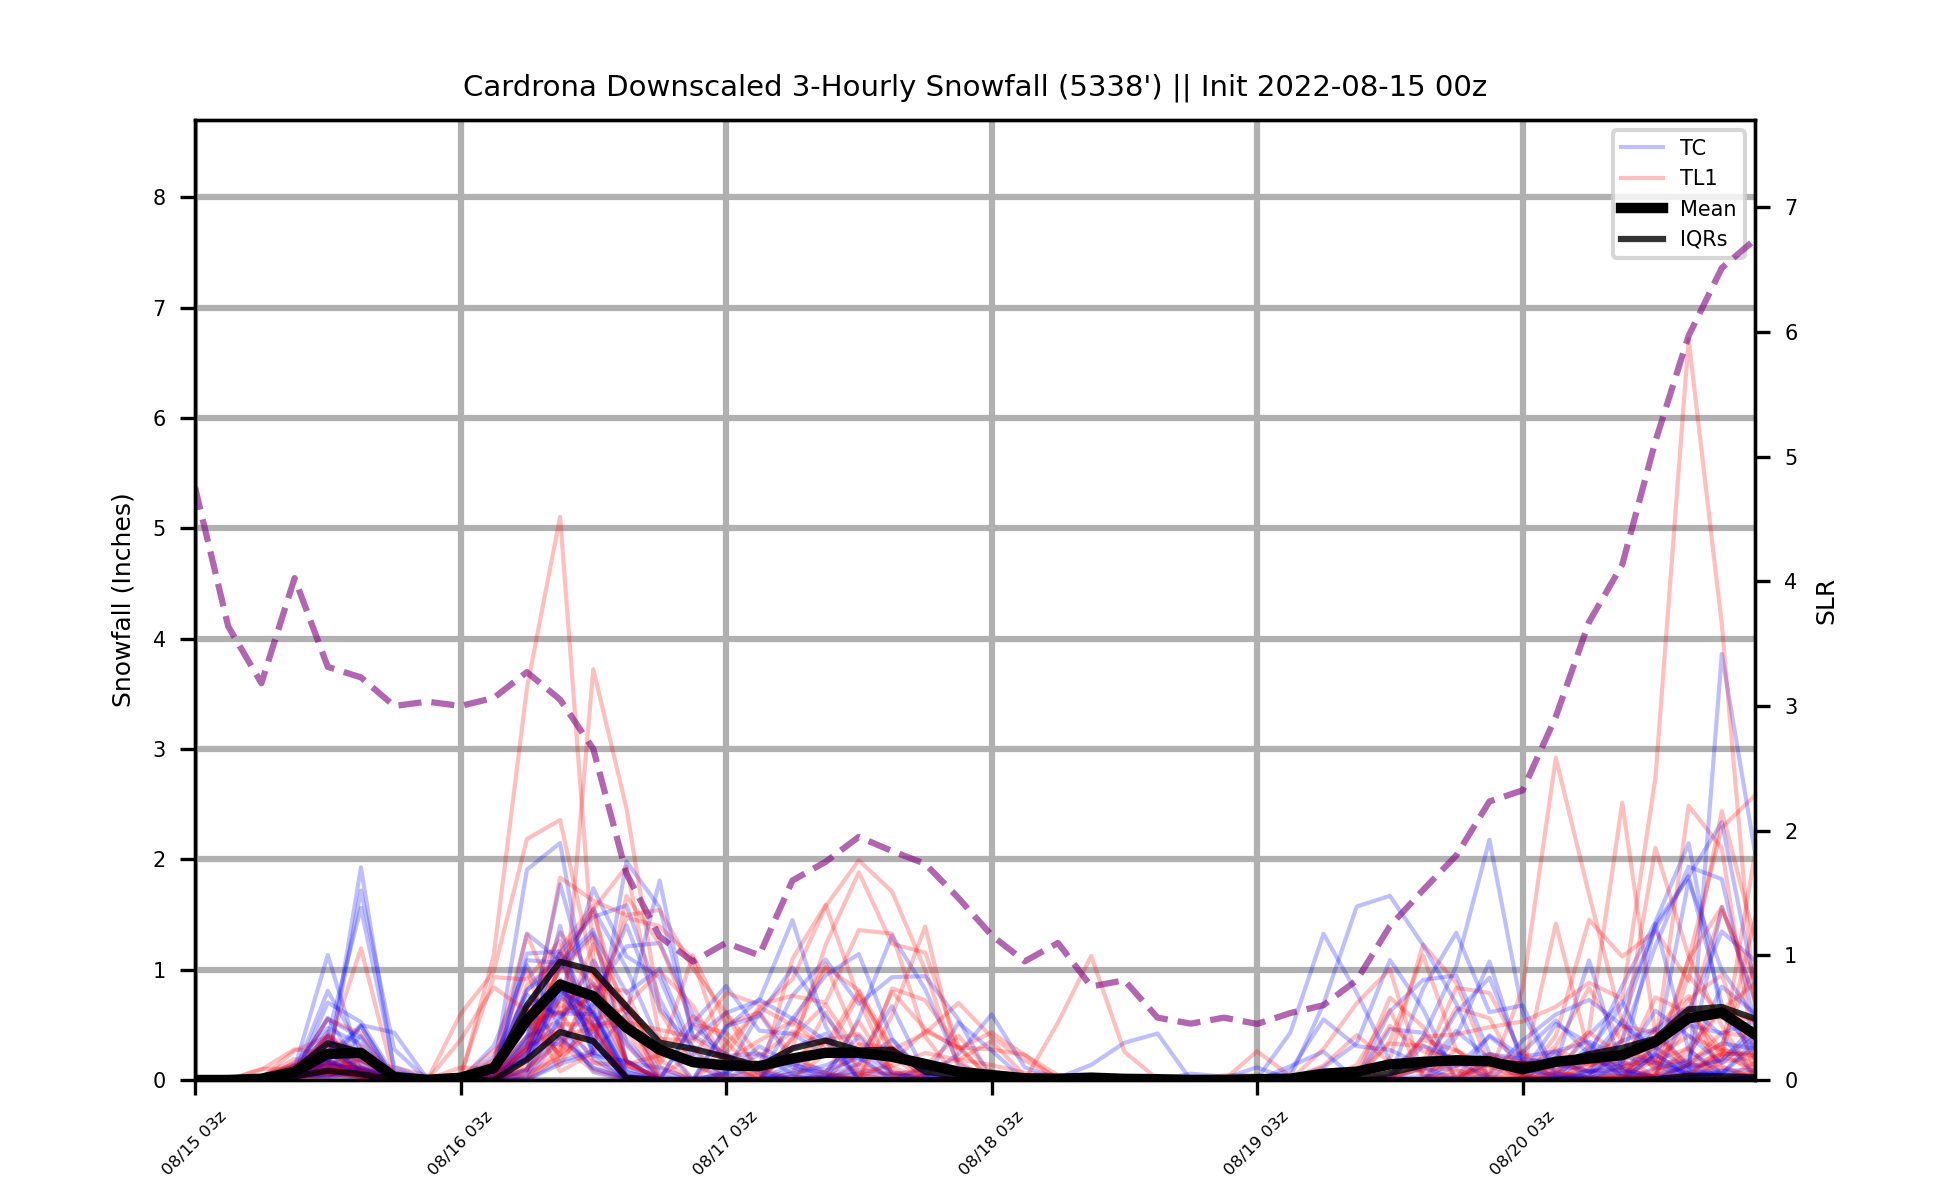 Cardrona Downscaled 3-Hourly Snowfall (5338') || Init 2022-08-15 00z
TC
TL1
Mean
IQRs
Snowfall (Inches)
8
7
6
5
4
3
2
1
0
7
6
5
4
3
2
1
0
SLR
08/15 03z
08/16 03z
08/17 03z
08/18 03z
08/19 03z
08/20 03z